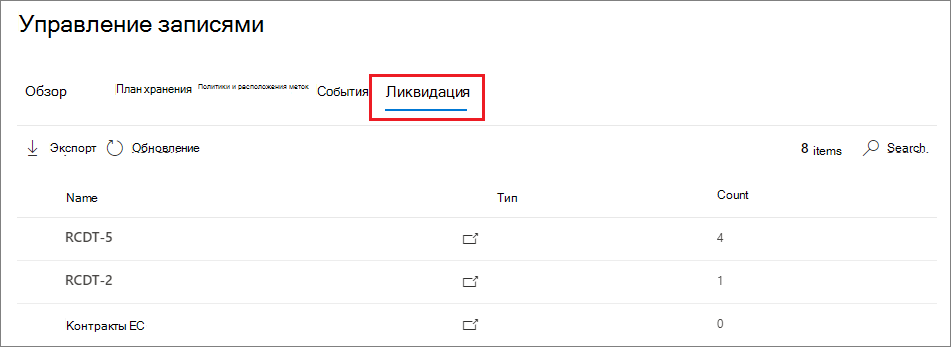 Управление записями
Обзор План хранения Политики и расположения меток События Ликвидация
Экспорт Обновление 8 items Search
Name Тип Count
RCDT-5 4
RCDT-2 1
Контракты ЕС 0